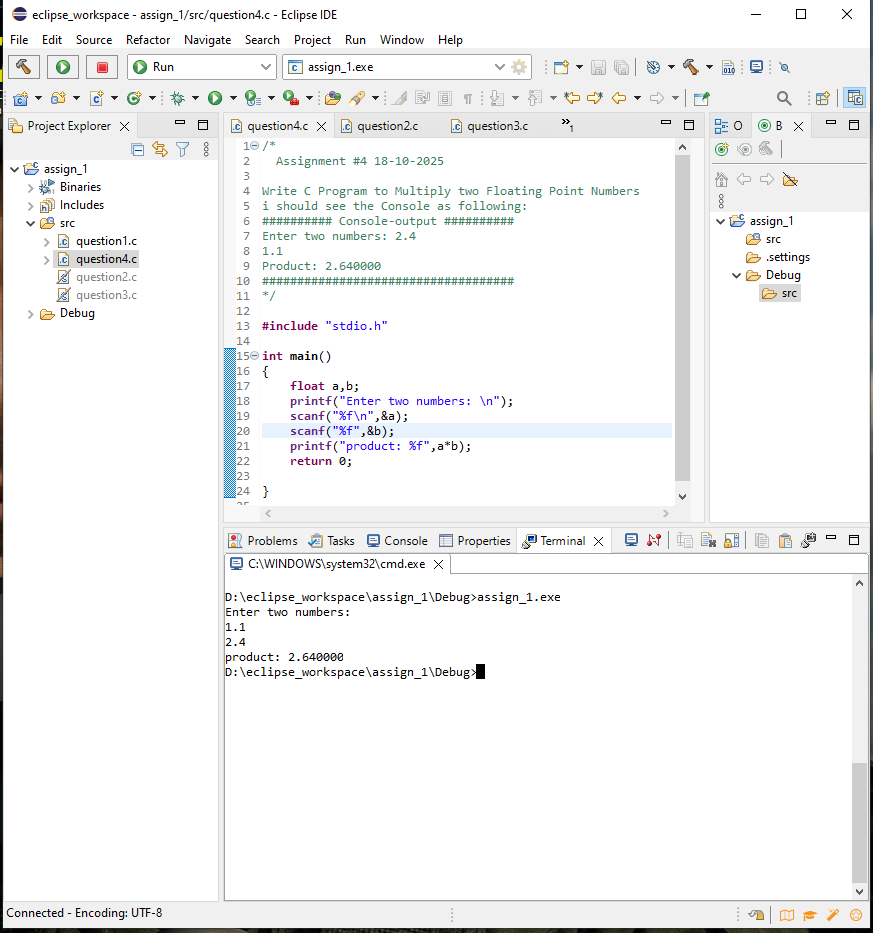 eclipse_workspace - assign_1/src/question4.c - Eclipse IDE
File Edit Source Refactor Navigate Search Project Run Window Help
Run
assign_1.exe
Project Explorer
assign_1
Binaries
Includes
src
question1.c
question4.c
question2.c
question3.c
Debug
question4.c question2.c question3.c »1
1 /*
2 Assignment #4 18-10-2025
3
4 Write C Program to Multiply two Floating Point Numbers
5 i should see the Console as following:
6 ########## Console-output ##########
7 Enter two numbers: 2.4
8 1.1
9 Product: 2.640000
10 ####################################
11 */
12
13 #include "stdio.h"
14
15 int main()
16 {
17 float a,b;
18 printf("Enter two numbers: \n");
19 scanf("%f\n",&a);
20 scanf("%f",&b);
21 printf("product: %f",a*b);
22 return 0;
23
24 }
25
O B
assign_1
src
.settings
Debug
src
Problems Tasks Console Properties Terminal
C:\WINDOWS\system32\cmd.exe
D:\eclipse_workspace\assign_1\Debug>assign_1.exe
Enter two numbers:
1.1
2.4
product: 2.640000
D:\eclipse_workspace\assign_1\Debug>
Connected - Encoding: UTF-8